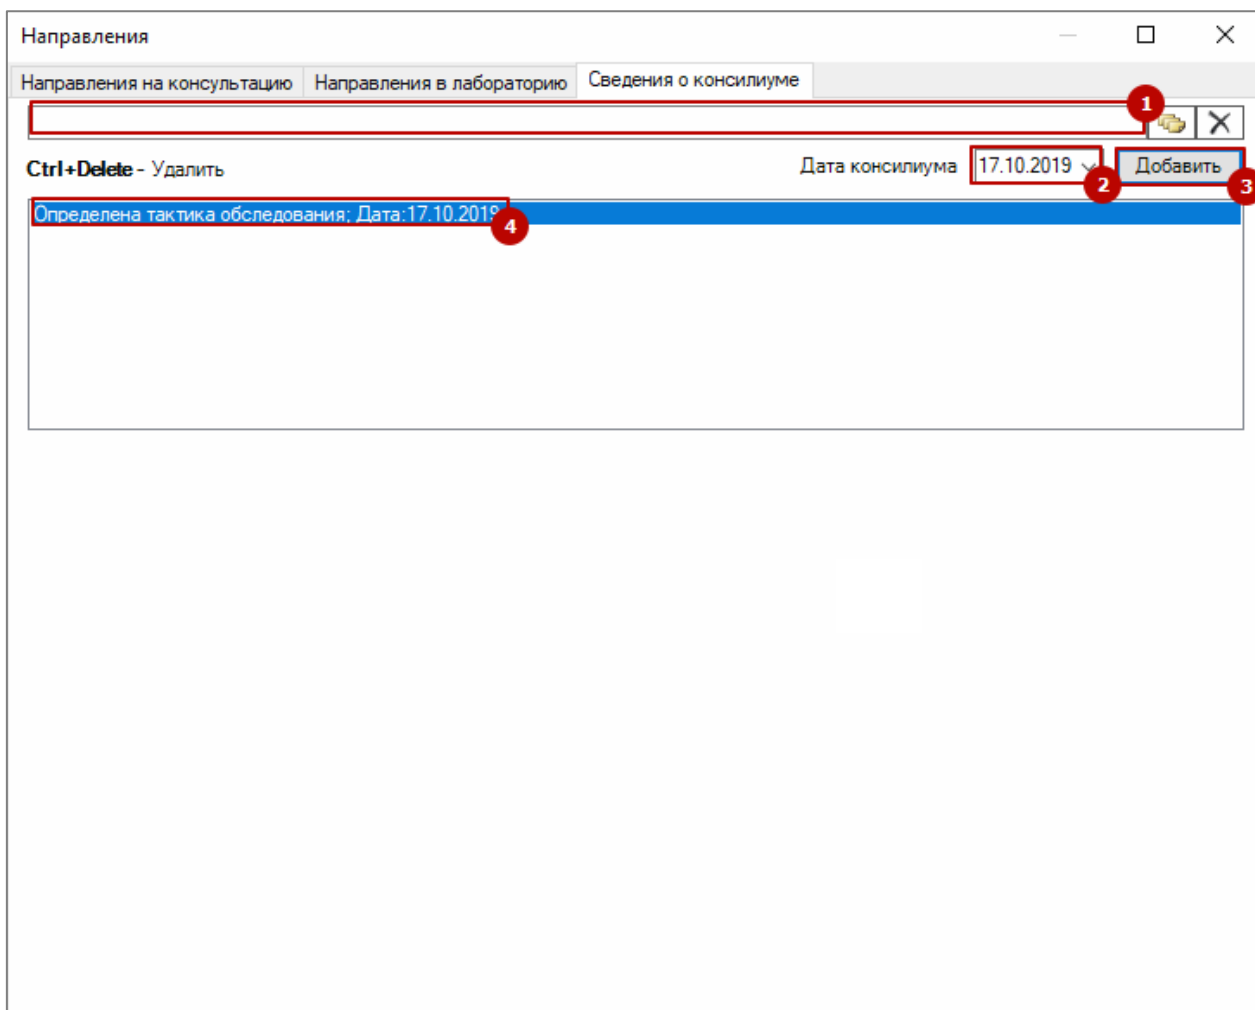 Направления
Направления на консультацию Направления в лабораторию Сведения о консилиуме
1
Ctrl+Delete - Удалить Дата консилиума 17.10.2019 2 Добавить 3
Определена тактика обследования; Дата:17.10.2019 4